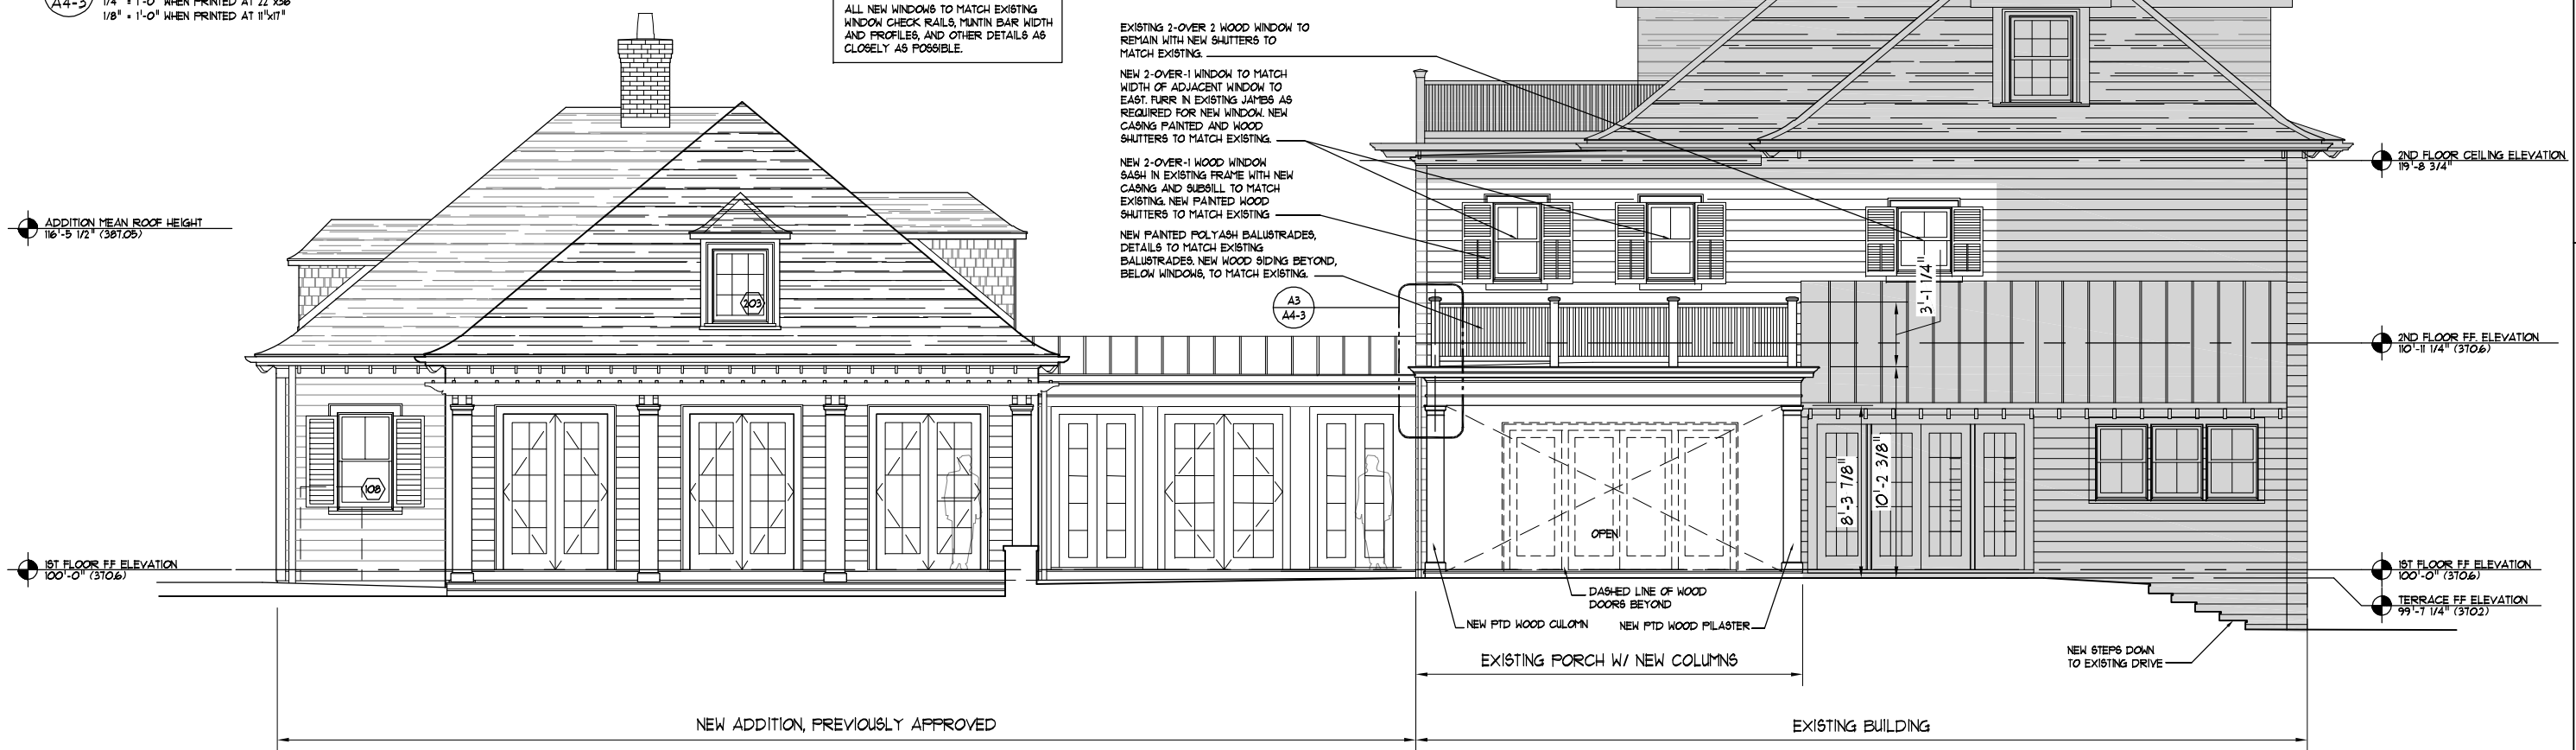 A4-3
1/4" = 1'-0" WHEN PRINTED AT 22"x36"
1/8" = 1'-0" WHEN PRINTED AT 11"x17"
ALL NEW WINDOWS TO MATCH EXISTING
WINDOW CHECK RAILS, MUNTIN BAR WIDTH
AND PROFILES, AND OTHER DETAILS AS
CLOSELY AS POSSIBLE.
EXISTING 2-OVER 2 WOOD WINDOW TO
REMAIN WITH NEW SHUTTERS TO
MATCH EXISTING.
NEW 2-OVER-1 WINDOW TO MATCH
WIDTH OF ADJACENT WINDOW TO
EAST. FURR IN EXISTING JAMBS AS
REQUIRED FOR NEW WINDOW. NEW
CASING PAINTED AND WOOD
SHUTTERS TO MATCH EXISTING.
NEW 2-OVER-1 WOOD WINDOW
SASH IN EXISTING FRAME WITH NEW
CASING AND SUBSILL TO MATCH
EXISTING. NEW PAINTED WOOD
SHUTTERS TO MATCH EXISTING
NEW PAINTED POLYASH BALUSTRADES,
DETAILS TO MATCH EXISTING
BALUSTRADES. NEW WOOD SIDING BEYOND,
BELOW WINDOWS, TO MATCH EXISTING.
A3
A4-3
ADDITION MEAN ROOF HEIGHT
116'-5 1/2" (387.05)
1ST FLOOR FF ELEVATION
100'-0" (370.6)
203
108
2ND FLOOR CEILING ELEVATION
119'-8 3/4"
2ND FLOOR FF. ELEVATION
110'-11 1/4" (370.6)
1ST FLOOR FF ELEVATION
100'-0" (370.6)
TERRACE FF ELEVATION
99'-7 1/4" (370.2)
3'-1 1/4"
8'-3 7/8"
10'-2 3/8"
OPEN
DASHED LINE OF WOOD
DOORS BEYOND
NEW PTD WOOD CULOMN
NEW PTD WOOD PILASTER
NEW STEPS DOWN
TO EXISTING DRIVE
EXISTING PORCH W/ NEW COLUMNS
NEW ADDITION, PREVIOUSLY APPROVED
EXISTING BUILDING